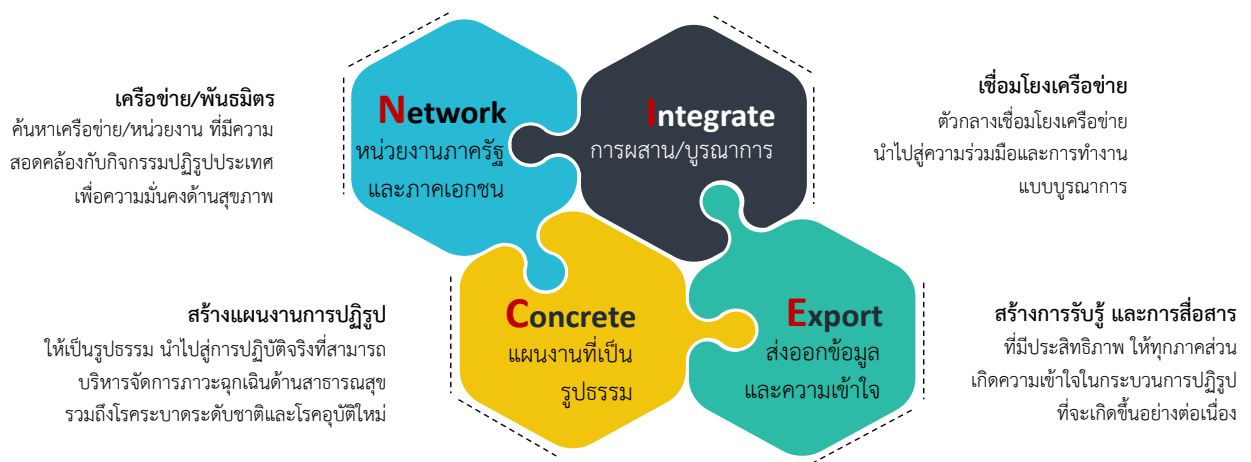 เครือข่าย/พันธมิตร
ค้นหาเครือข่าย/หน่วยงาน ที่มีความ
สอดคล้องกับกิจกรรมปฏิรูปประเทศ
เพื่อความมั่นคงด้านสุขภาพ
Network
หน่วยงานภาครัฐ
และภาคเอกชน
Integrate
การผสาน/บูรณาการ
เชื่อมโยงเครือข่าย
ตัวกลางเชื่อมโยงเครือข่าย
นำไปสู่ความร่วมมือและการทำงาน
แบบบูรณาการ
สร้างแผนงานการปฏิรูป
ให้เป็นรูปธรรม นำไปสู่การปฏิบัติจริงที่สามารถ
บริหารจัดการภาวะฉุกเฉินด้านสาธารณสุข
รวมถึงโรคระบาดระดับชาติและโรคอุบัติใหม่
Concrete
แผนงานที่เป็น
รูปธรรม
Export
ส่งออกข้อมูล
และความเข้าใจ
สร้างการรับรู้ และการสื่อสาร
ที่มีประสิทธิภาพ ให้ทุกภาคส่วน
เกิดความเข้าใจในกระบวนการปฏิรูป
ที่จะเกิดขึ้นอย่างต่อเนื่อง